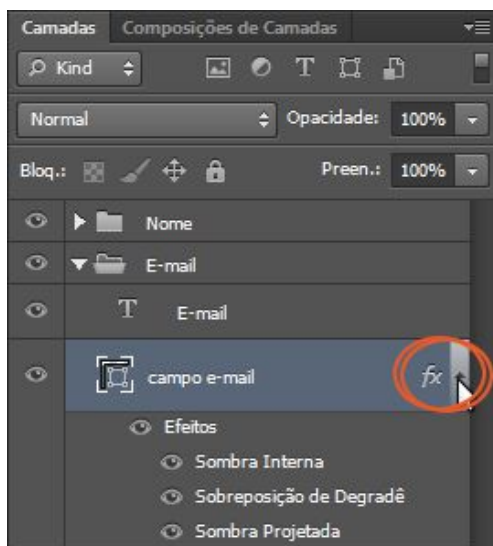 Camadas Composições de Camadas
Kind T
Normal Opacidade: 100%
Bloq.: Preen.: 100%
Nome
E-mail
T E-mail
campo e-mail fx
Efeitos
Sombra Interna
Sobreposição de Degradê
Sombra Projetada